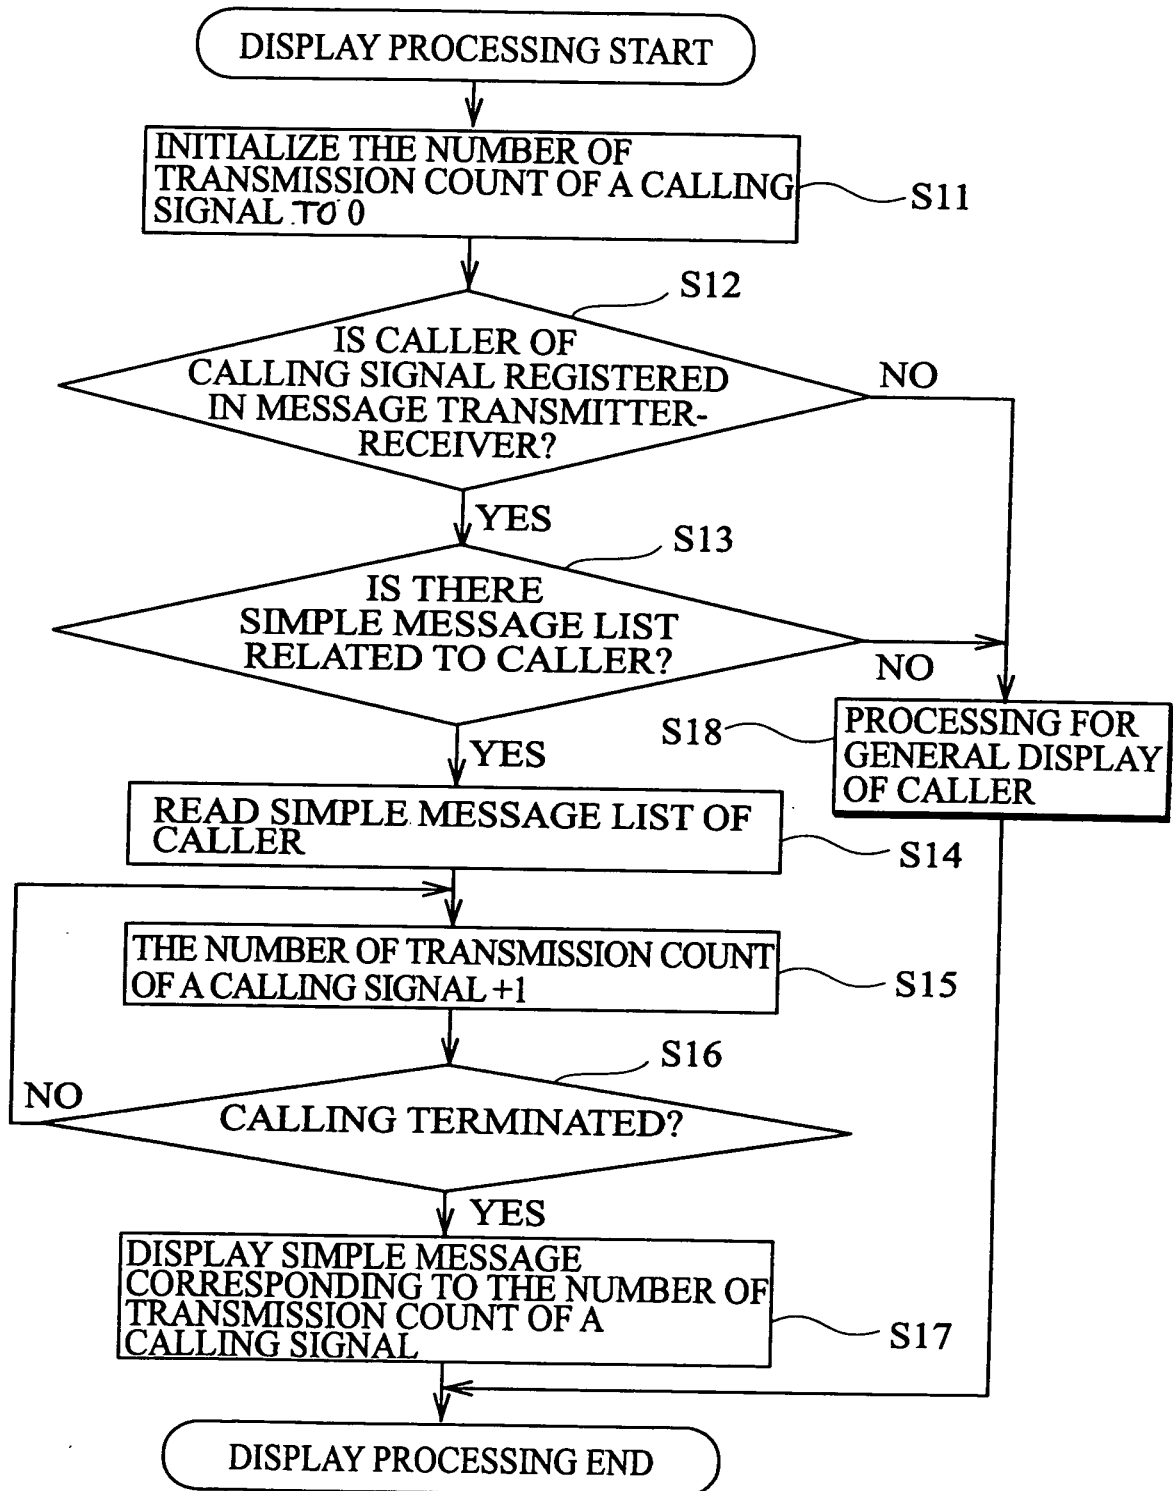 DISPLAY PROCESSING START
INITIALIZE THE NUMBER OF
TRANSMISSION COUNT OF A CALLING
SIGNAL TO 0
S11
S12
IS CALLER OF
CALLING SIGNAL REGISTERED
IN MESSAGE TRANSMITTER-
RECEIVER?
NO
YES
S13
IS THERE
SIMPLE MESSAGE LIST
RELATED TO CALLER?
NO
YES
S18
PROCESSING FOR
GENERAL DISPLAY
OF CALLER
READ SIMPLE MESSAGE LIST OF
CALLER
S14
THE NUMBER OF TRANSMISSION COUNT
OF A CALLING SIGNAL +1
S15
S16
NO
CALLING TERMINATED?
YES
DISPLAY SIMPLE MESSAGE
CORRESPONDING TO THE NUMBER OF
TRANSMISSION COUNT OF A
CALLING SIGNAL
S17
DISPLAY PROCESSING END